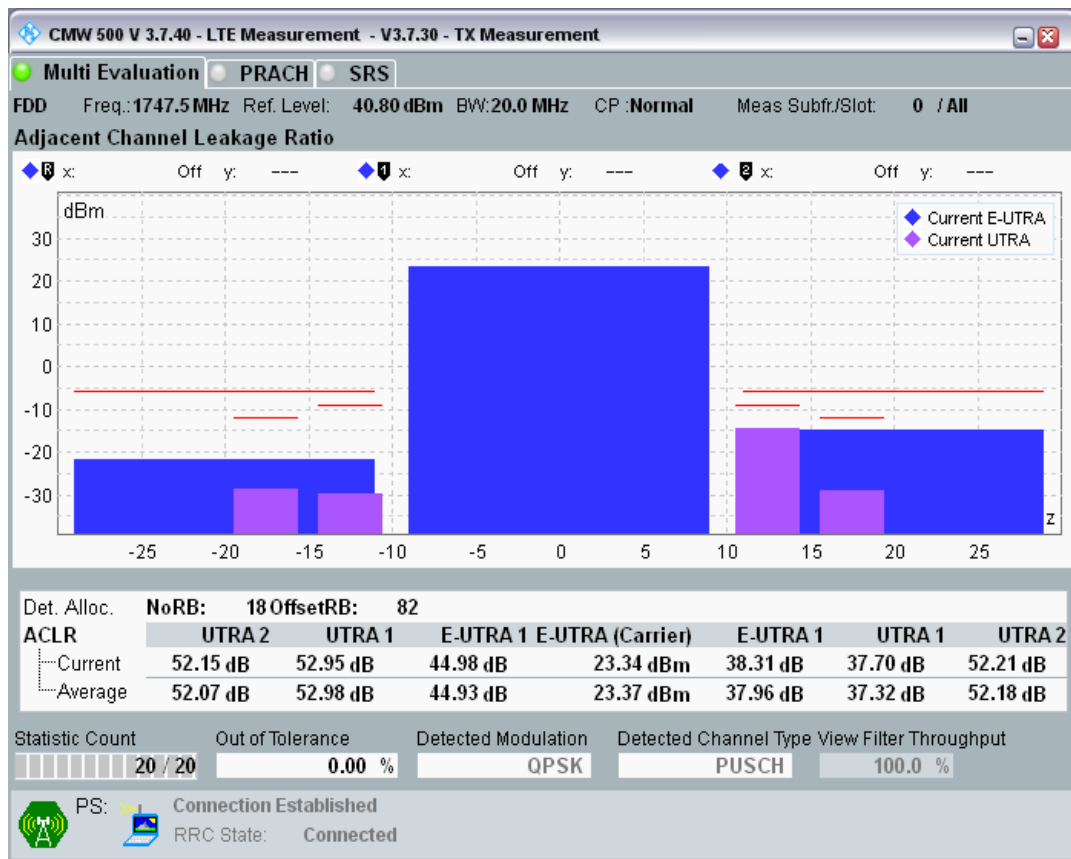 CMW 500 V 3.7.40 - LTE Measurement - V3.7.30 - TX Measurement
Multi Evaluation PRACH SRS
FDD Freq.:1747.5 MHz Ref. Level: 40.80 dBm BW:20.0 MHz CP :Normal Meas Subfr./Slot: 0 / All
Adjacent Channel Leakage Ratio
R x: Off y: --- 1 x: Off y: --- 2 x: Off y: ---
dBm
Current E-UTRA
Current UTRA
30
20
10
0
-10
-20
-30
z
-25 -20 -15 -10 -5 0 5 10 15 20 25
Det. Alloc. NoRB: 18 OffsetRB: 82
ACLR UTRA 2 UTRA 1 E-UTRA 1 E-UTRA (Carrier) E-UTRA 1 UTRA 1 UTRA 2
Current 52.15 dB 52.95 dB 44.98 dB 23.34 dBm 38.31 dB 37.70 dB 52.21 dB
Average 52.07 dB 52.98 dB 44.93 dB 23.37 dBm 37.96 dB 37.32 dB 52.18 dB
Statistic Count Out of Tolerance Detected Modulation Detected Channel Type View Filter Throughput
20 / 20 0.00 % QPSK PUSCH 100.0 %
PS: Connection Established
RRC State: Connected